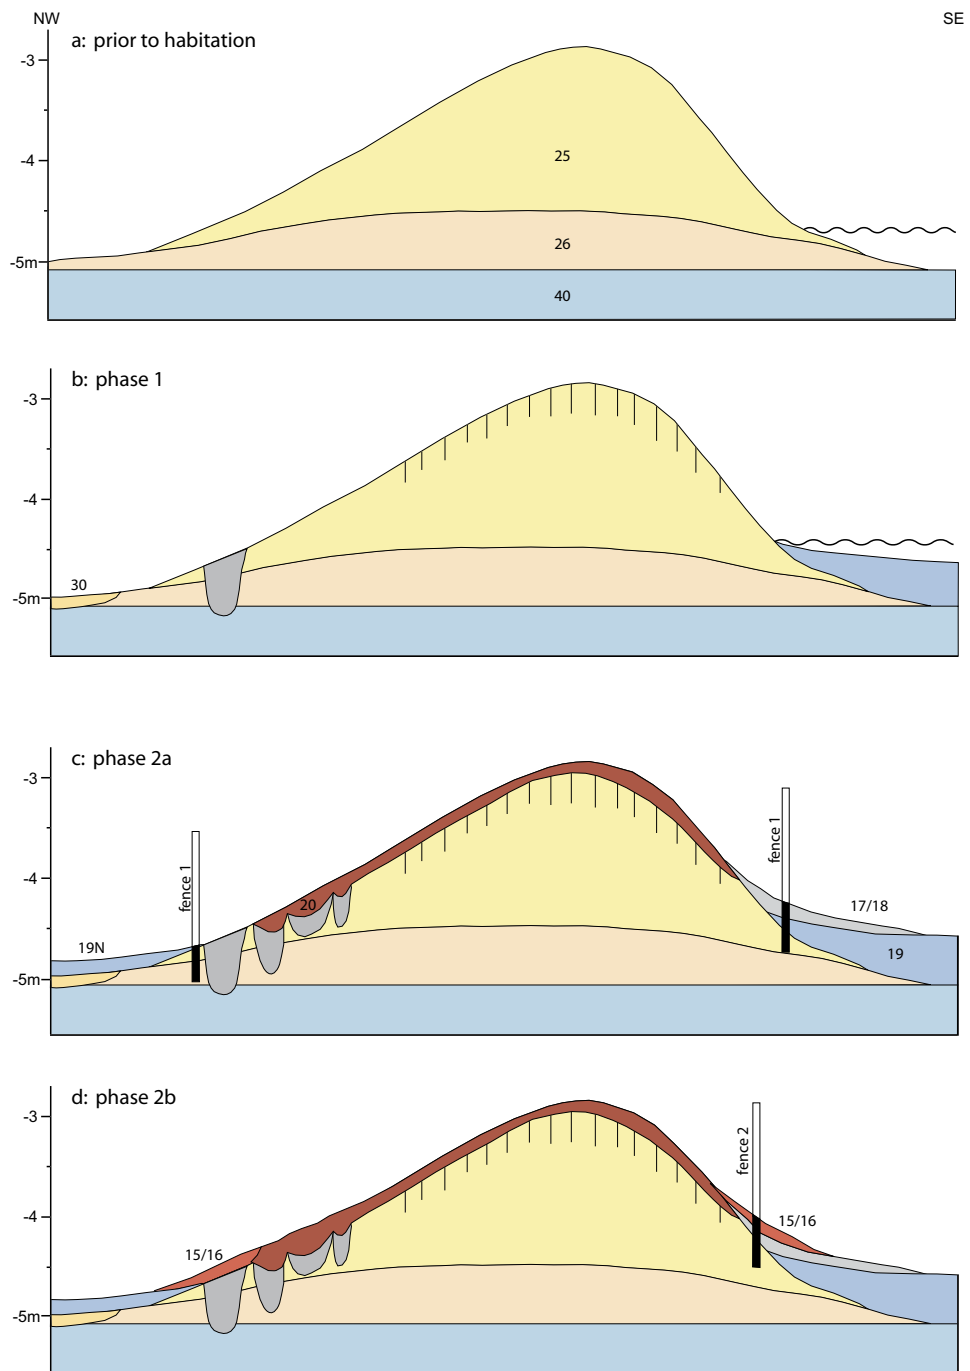 NW
SE
a: prior to habitation
-3
-4
-5m
25
26
40
b: phase 1
-3
-4
-5m
30
c: phase 2a
-3
-4
-5m
fence 1
fence 1
20
17/18
19N
19
d: phase 2b
-3
-4
-5m
fence 2
15/16
15/16